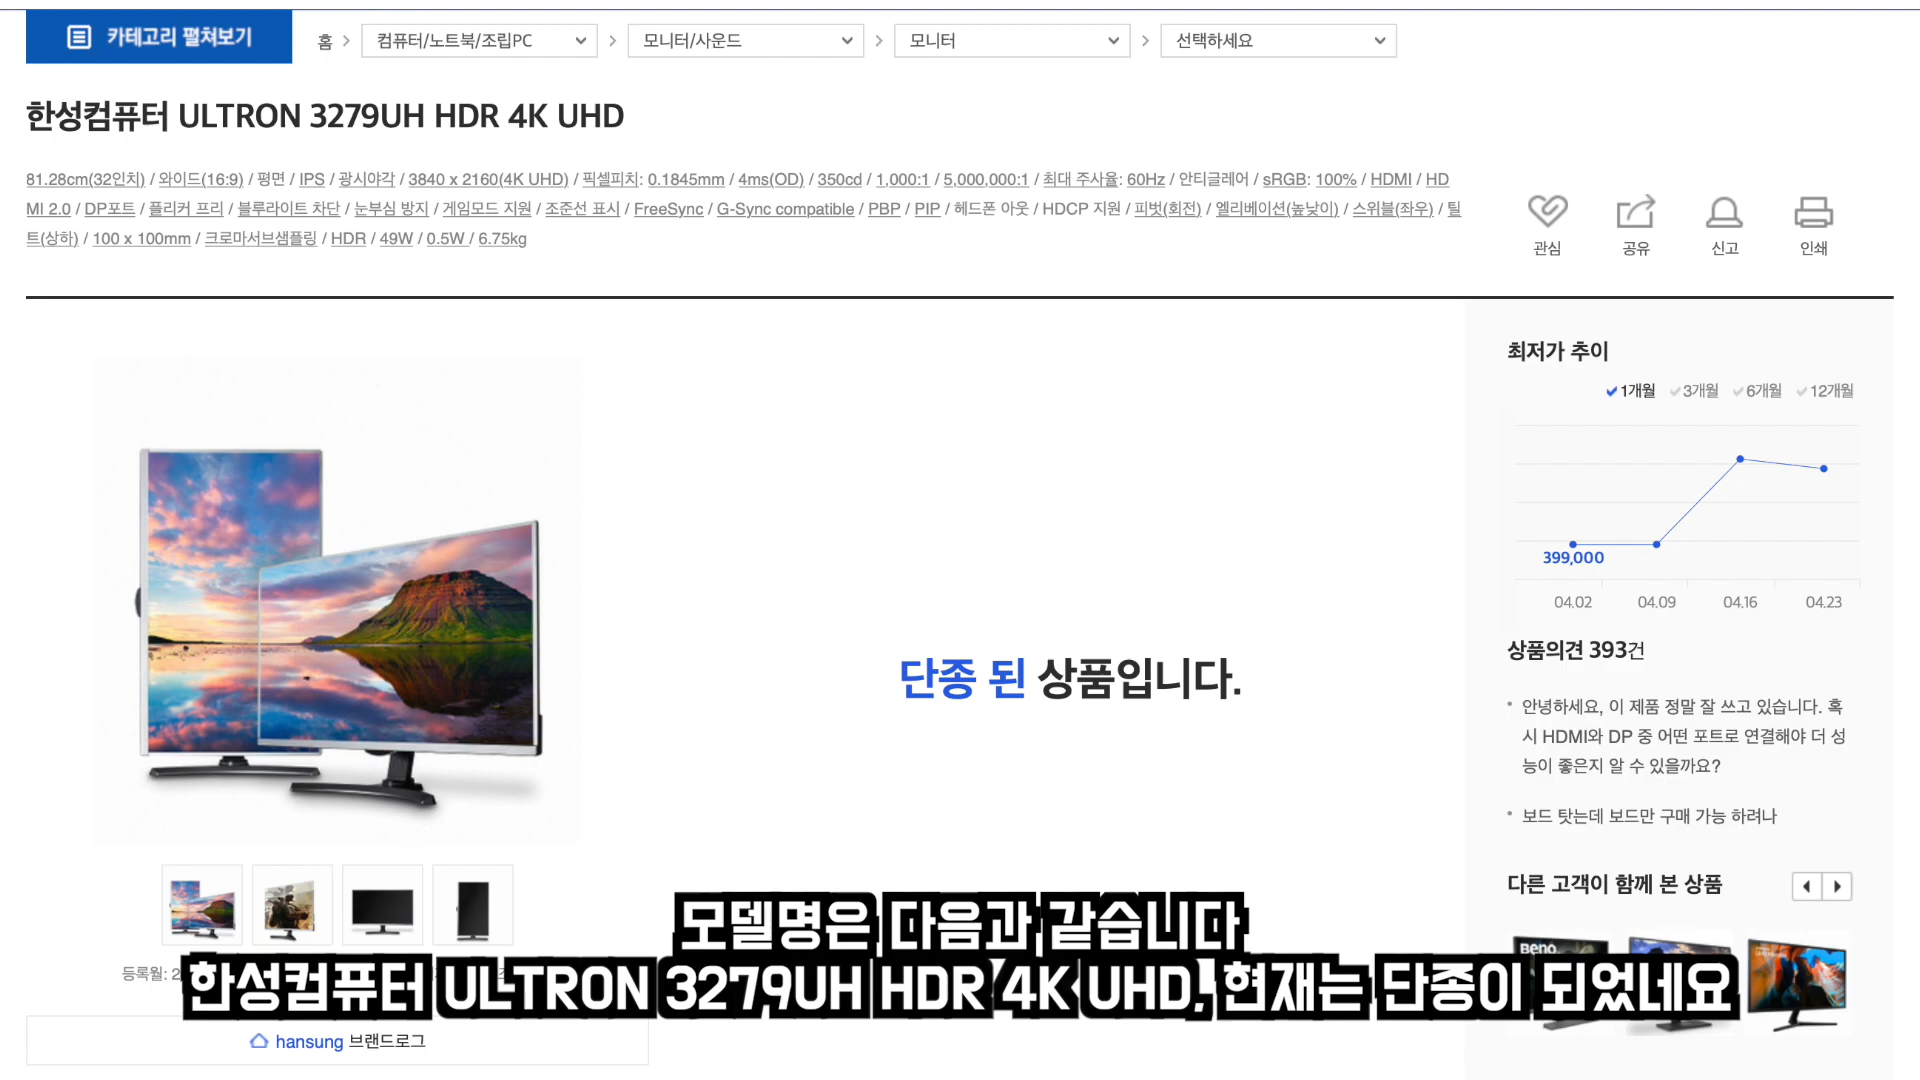 카테고리 펼쳐보기
홈 > 컴퓨터/노트북/조립PC > 모니터/사운드 > 모니터 > 선택하세요
한성컴퓨터 ULTRON 3279UH HDR 4K UHD
81.28cm(32인치) / 와이드(16:9) / 평면 / IPS / 광시야각 / 3840 x 2160(4K UHD) / 픽셀피치: 0.1845mm / 4ms(OD) / 350cd / 1,000:1 / 5,000,000:1 / 최대 주사율: 60Hz / 안티글레어 / sRGB: 100% / HDMI / HD
MI 2.0 / DP포트 / 플리커 프리 / 블루라이트 차단 / 눈부심 방지 / 게임모드 지원 / 조준선 표시 / FreeSync / G-Sync compatible / PBP / PIP / 헤드폰 아웃 / HDCP 지원 / 피벗(회전) / 엘리베이션(높낮이) / 스위블(좌우) / 틸
트(상하) / 100 x 100mm / 크로마서브샘플링 / HDR / 49W / 0.5W / 6.75kg
관심 공유 신고 인쇄
최저가 추이
1개월 3개월 6개월 12개월
399,000
04.02 04.09 04.16 04.23
단종 된 상품입니다.
상품의견 393건
안녕하세요, 이 제품 정말 잘 쓰고 있습니다. 혹
시 HDMI와 DP 중 어떤 포트로 연결해야 더 성
능이 좋은지 알 수 있을까요?
보드 탓는데 보드만 구매 가능 하려나
다른 고객이 함께 본 상품
BenQ
등록월: 2
모델명은 다음과 같습니다
한성컴퓨터 ULTRON 3279UH HDR 4K UHD, 현재는 단종이 되었네요
hansung 브랜드로그